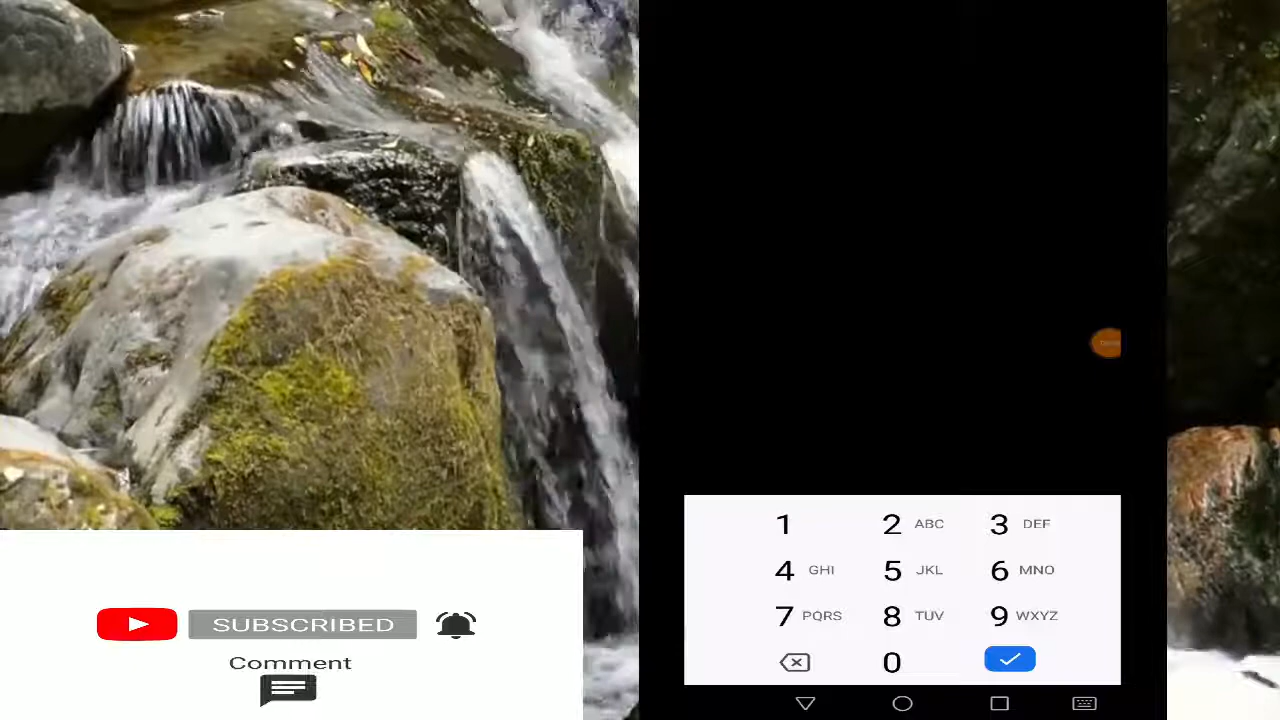 SUBSCRIBED
Comment
1 2 ABC 3 DEF
4 GHI 5 JKL 6 MNO
7 PQRS 8 TUV 9 WXYZ
0